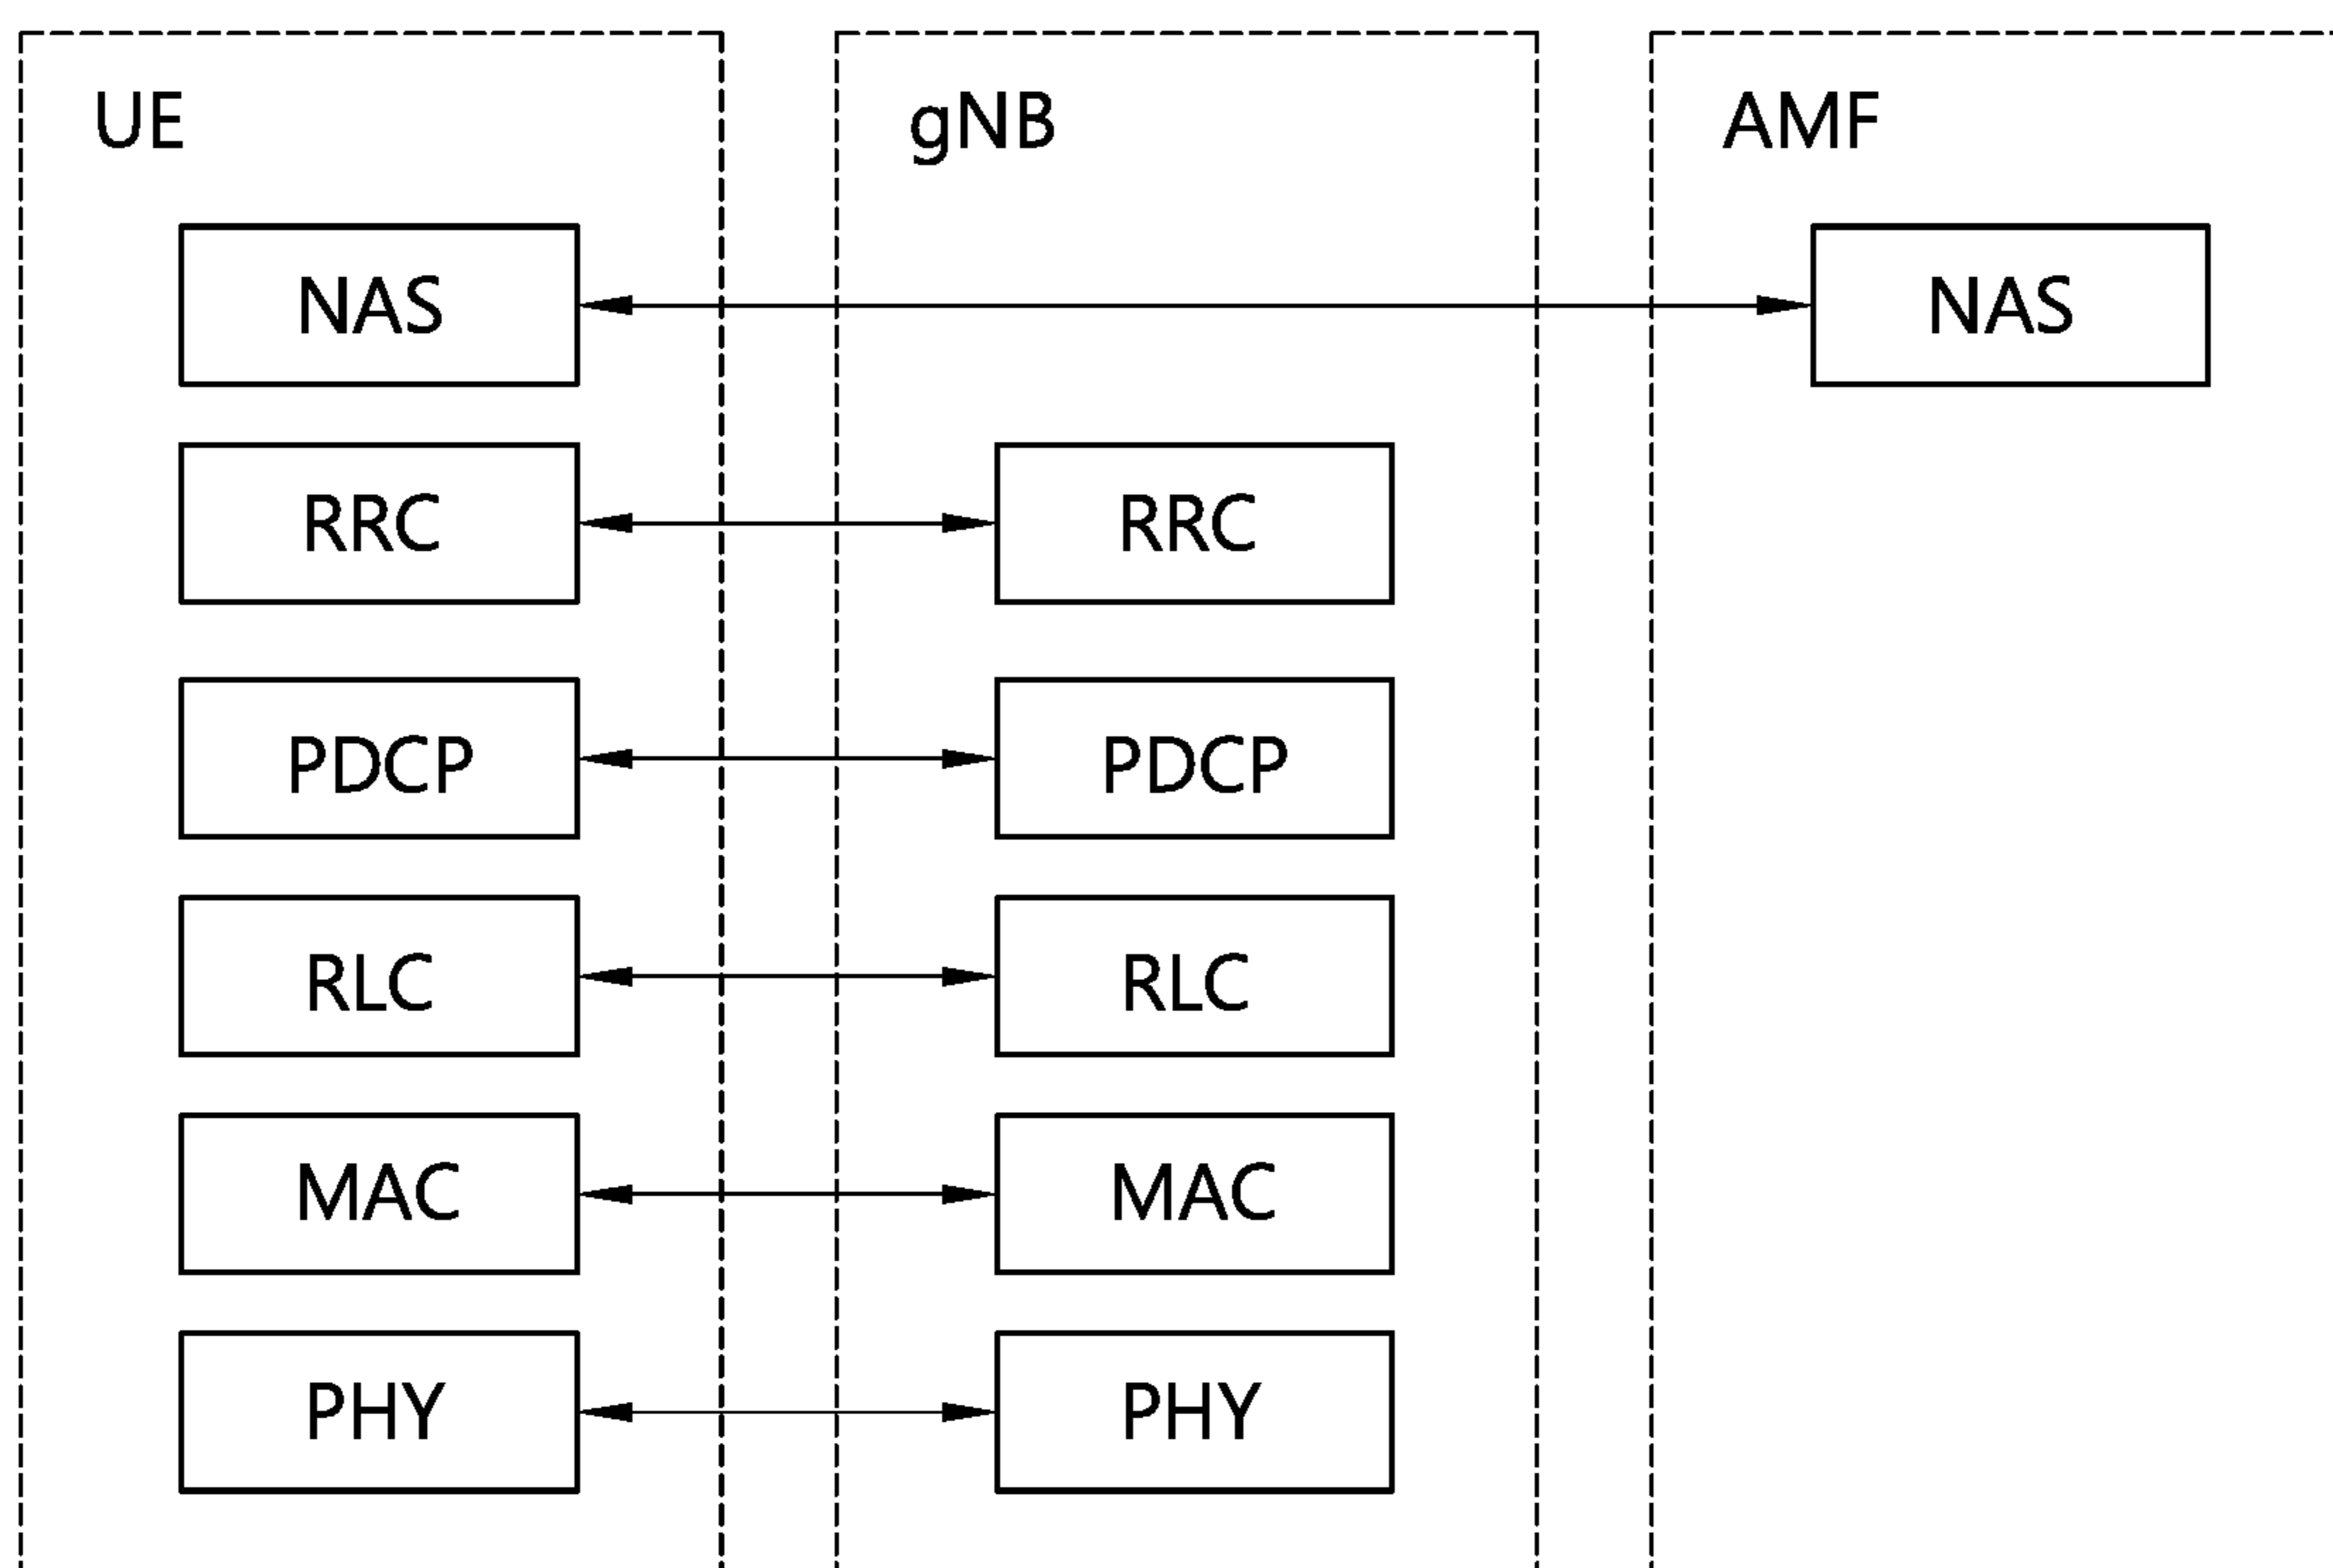 UE gNB AMF
NAS NAS
RRC RRC
PDCP PDCP
RLC RLC
MAC MAC
PHY PHY